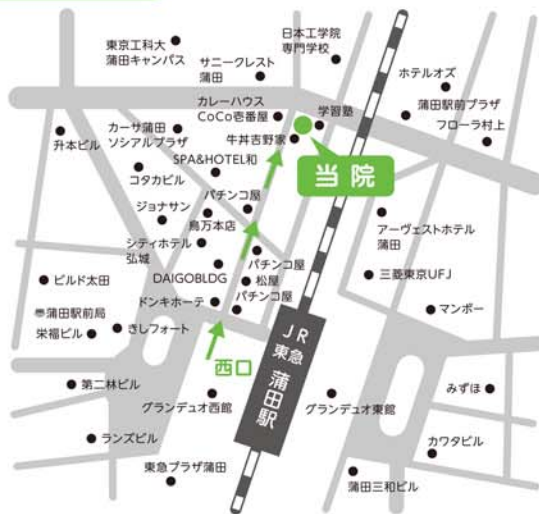 東京工科大
蒲田キャンパス
サニークレスト
蒲田
日本工学院
専門学校
ホテルオズ
蒲田駅前プラザ
フローラ村上
カレーハウス
CoCo壱番屋
学習塾
牛丼吉野家
升本ビル
カーサ蒲田
ソシアルプラザ
SPA&HOTEL和
当院
コタカビル
パチンコ屋
ジョナサン
鳥万本店
アーヴェストホテル
蒲田
シティホテル
弘城
パチンコ屋
三菱東京UFJ
DAIGOBLDG
松屋
ビルド太田
ドンキホーテ
パチンコ屋
マンボー
〠蒲田駅前局
きしフォート
栄福ビル
西口
JR
東急
蒲田駅
第二林ビル
グランデュオ西館
グランデュオ東館
みずほ
ランズビル
カワタビル
東急プラザ蒲田
蒲田三和ビル